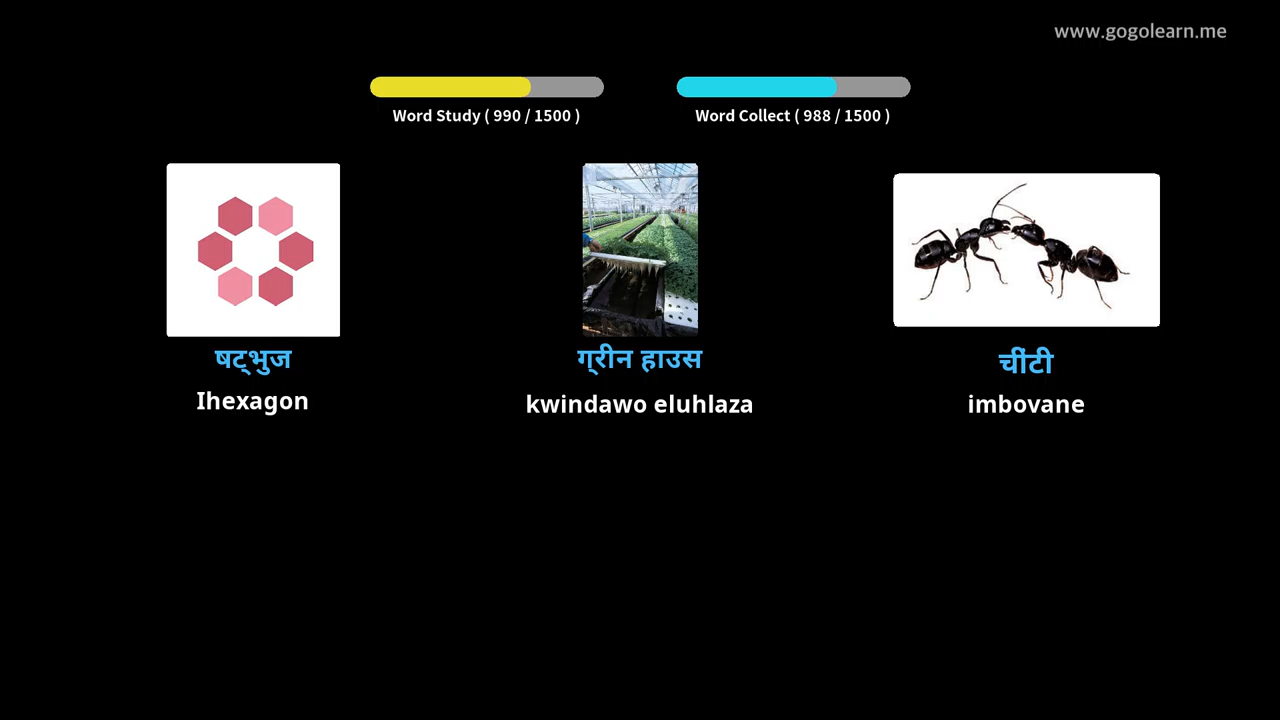 www.gogolearn.me
Word Study ( 990 / 1500 )
Word Collect ( 988 / 1500 )
षट्भुज
Ihexagon
ग्रीन हाउस
kwindawo eluhlaza
चींटी
imbovane